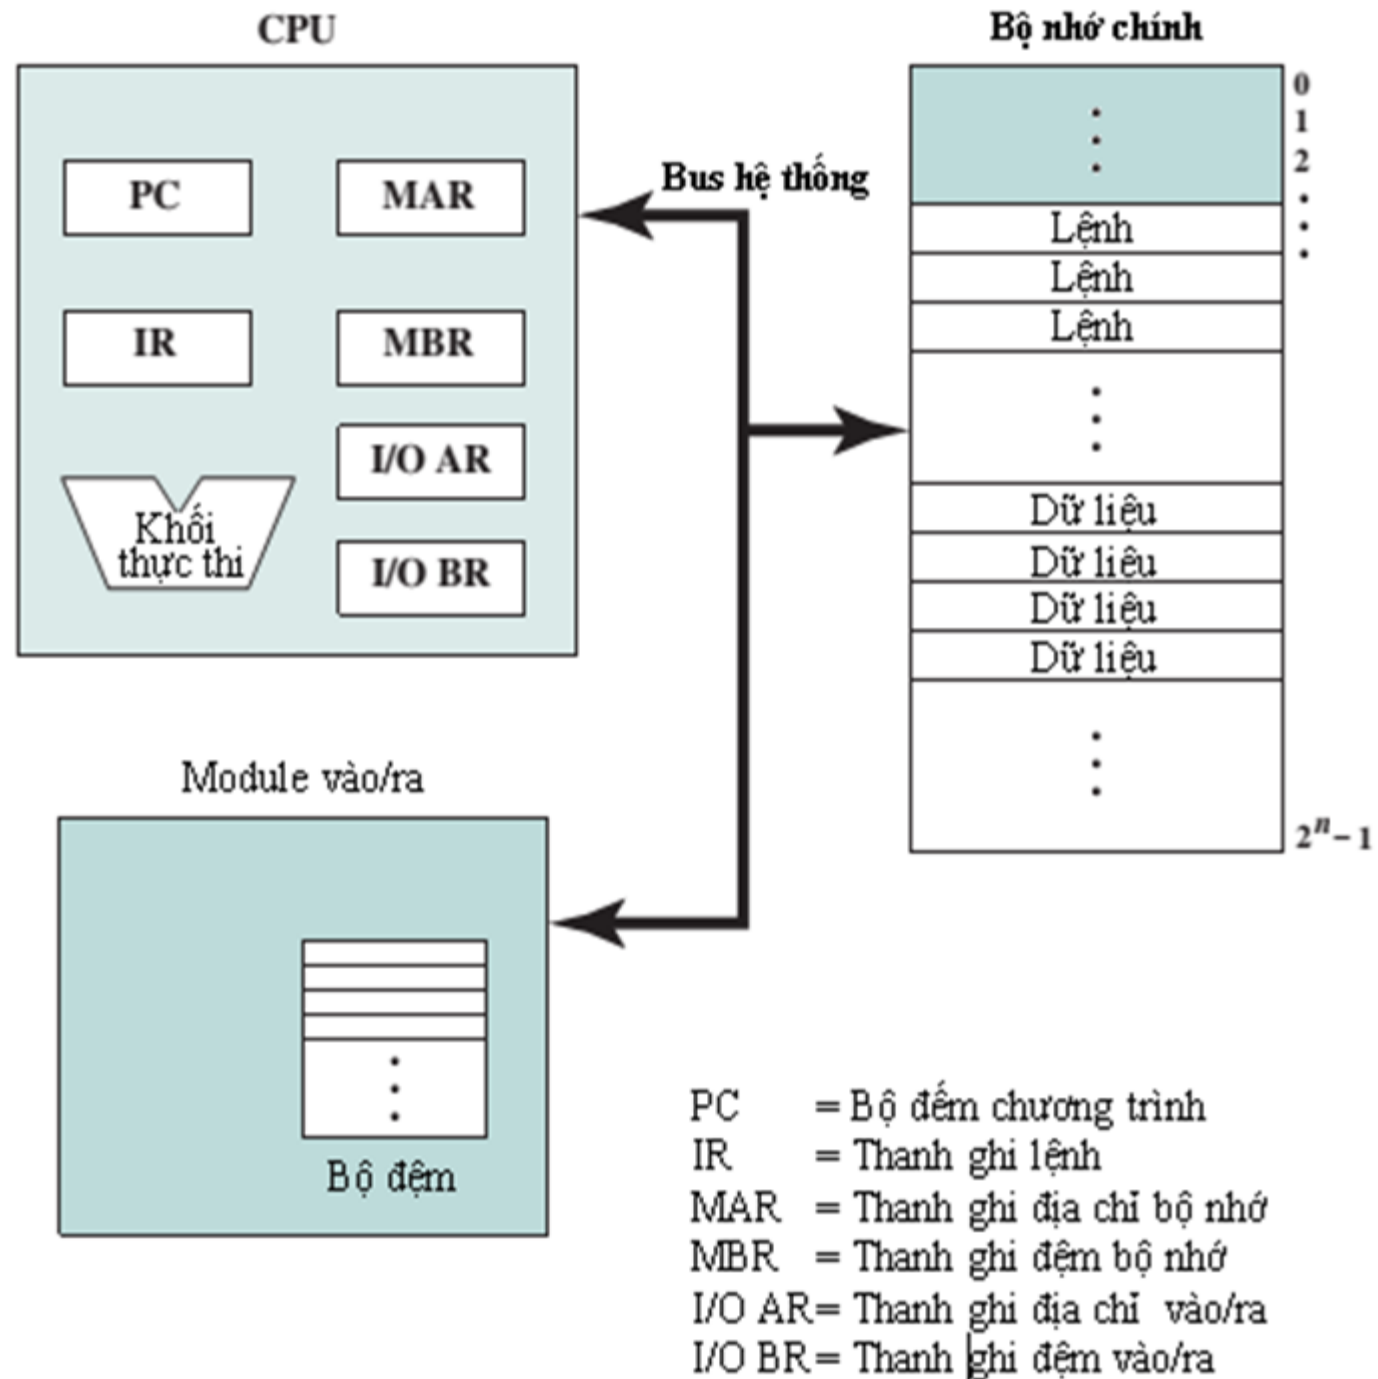 CPU
PC
MAR
IR
MBR
I/O AR
Khối
thực thi
I/O BR
Bus hệ thống
Bộ nhớ chính
0
1
2
Lệnh
Lệnh
Lệnh
Dữ liệu
Dữ liệu
Dữ liệu
Dữ liệu
2ⁿ − 1
Module vào/ra
Bộ đệm
PC = Bộ đếm chương trình
IR = Thanh ghi lệnh
MAR = Thanh ghi địa chỉ bộ nhớ
MBR = Thanh ghi đệm bộ nhớ
I/O AR= Thanh ghi địa chỉ vào/ra
I/O BR= Thanh ghi đệm vào/ra